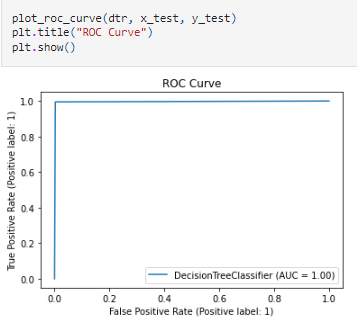 plot_roc_curve(dtr, x_test, y_test)
plt.title("ROC Curve")
plt.show()
ROC Curve
True Positive Rate (Positive label: 1)
1.0
0.8
0.6
0.4
0.2
0.0
DecisionTreeClassifier (AUC = 1.00)
0.0 0.2 0.4 0.6 0.8 1.0
False Positive Rate (Positive label: 1)